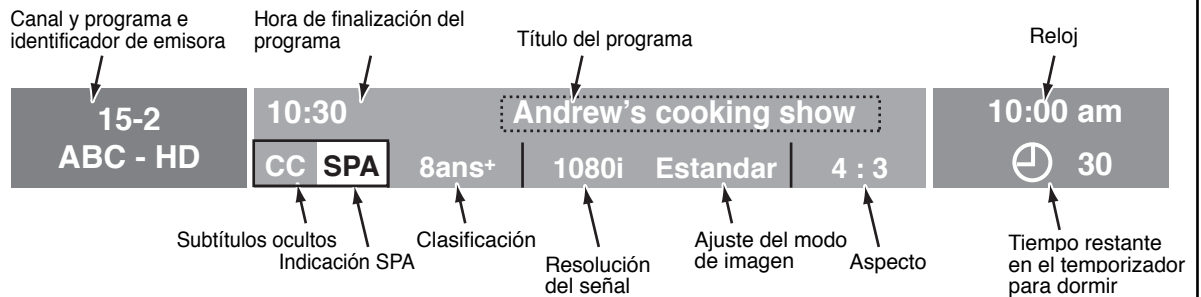 Canal y programa e
identificador de emisora
Hora de finalización del
programa
Título del programa
Reloj
15-2
ABC - HD
10:30
Andrew's cooking show
10:00 am
CC SPA 8ans+ 1080i Estandar 4 : 3
30
Subtítulos ocultos
Indicación SPA
Clasificación
Resolución
del señal
Ajuste del modo
de imagen
Aspecto
Tiempo restante
en el temporizador
para dormir